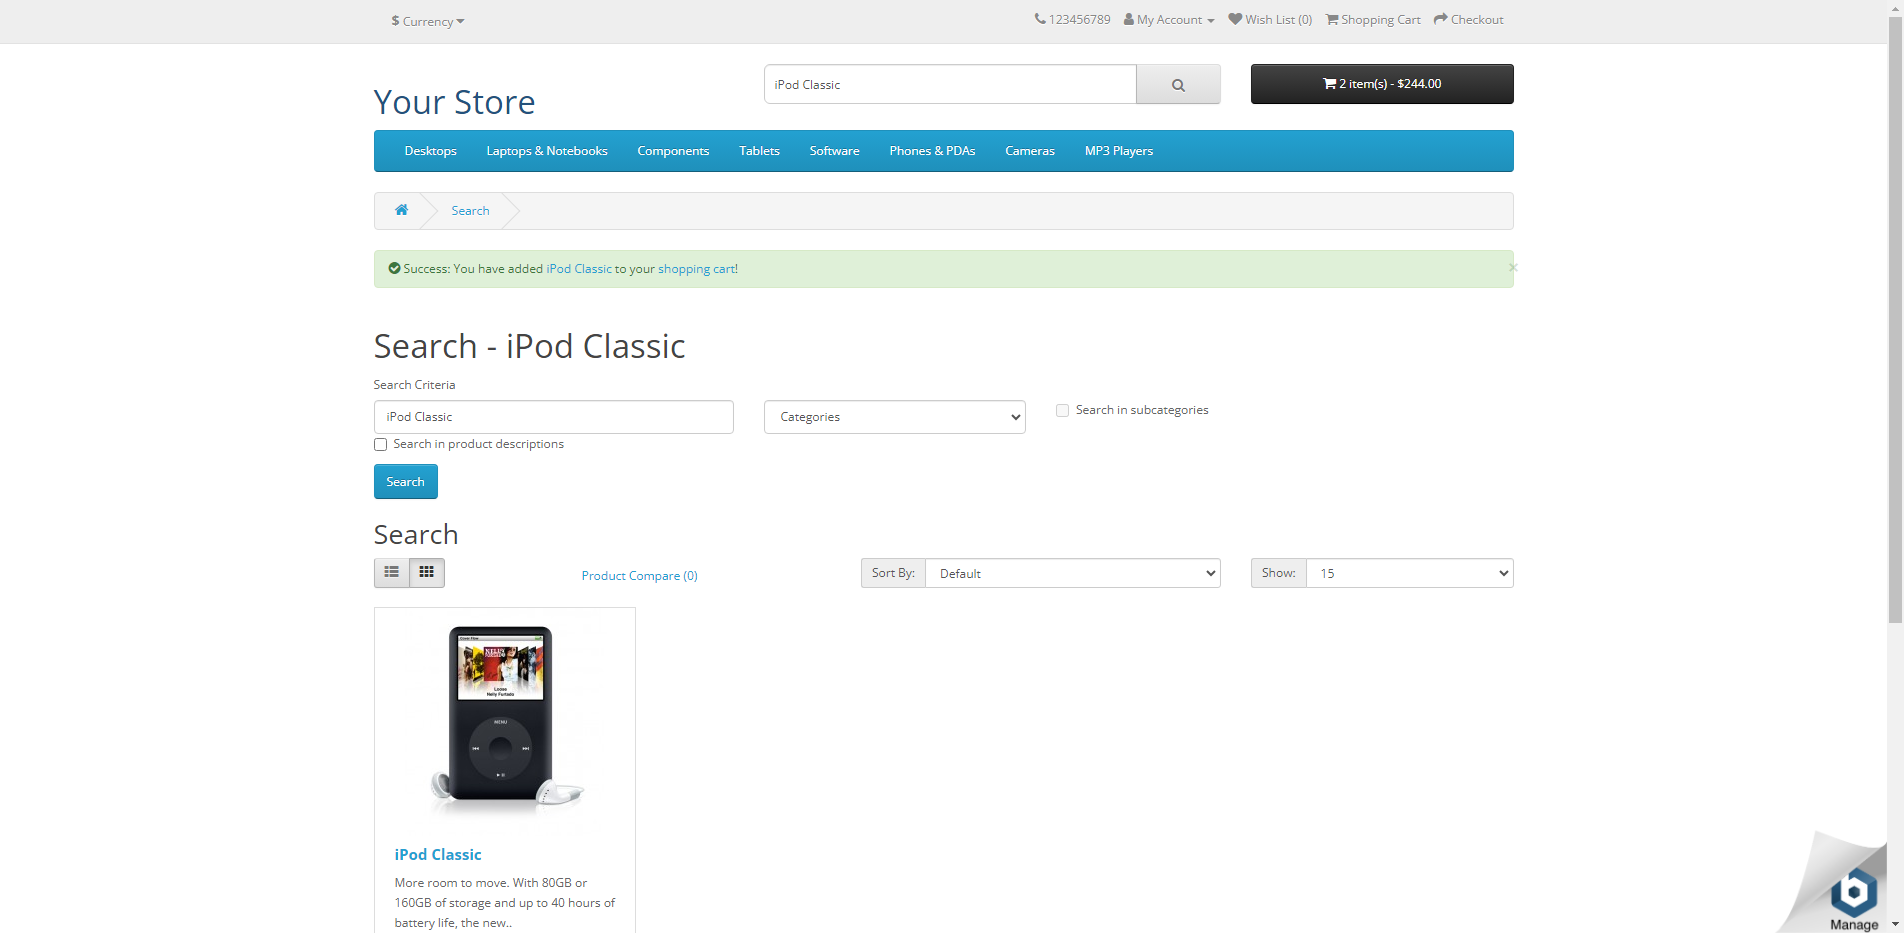 $ Currency
123456789 My Account Wish List (0) Shopping Cart Checkout
Your Store
iPod Classic
2 item(s) - $244.00
Desktops Laptops & Notebooks Components Tablets Software Phones & PDAs Cameras MP3 Players
Search
Success: You have added iPod Classic to your shopping cart!
×
Search - iPod Classic
Search Criteria
iPod Classic
Categories
Search in subcategories
Search in product descriptions
Search
Search
Product Compare (0)
Sort By: Default
Show: 15
Loose
Nelly Furtado
MENU
iPod Classic
More room to move. With 80GB or
160GB of storage and up to 40 hours of
battery life, the new..
b
Manage